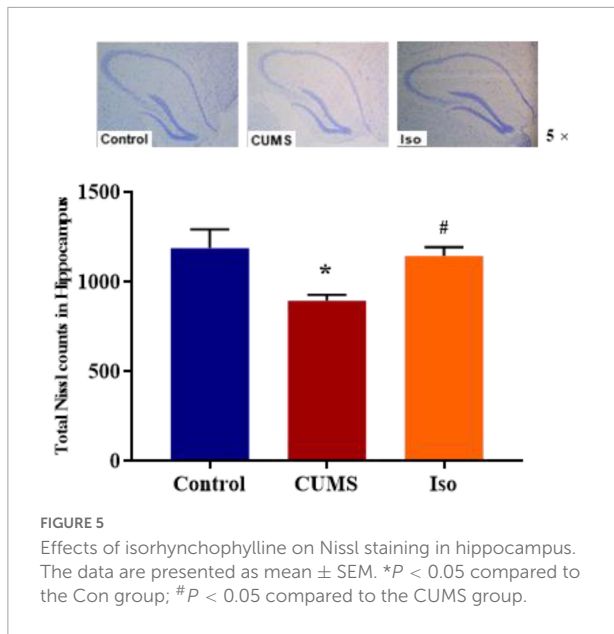 Control
CUMS
Iso
5 ×
Total Nissl counts in Hippocampus
1500
1000
500
0
*
#
Control
CUMS
Iso
FIGURE 5
Effects of isorhynchophylline on Nissl staining in hippocampus.
The data are presented as mean ± SEM. *P < 0.05 compared to
the Con group; #P < 0.05 compared to the CUMS group.